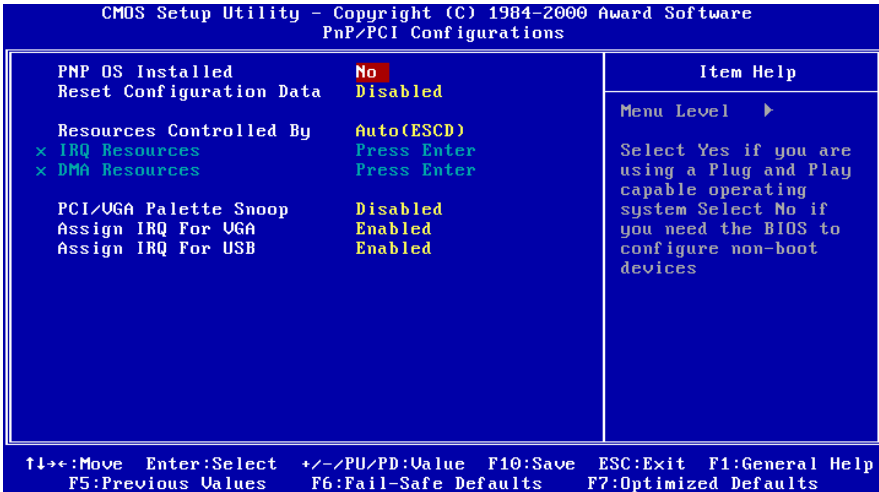 CMOS Setup Utility - Copyright (C) 1984-2000 Award Software
PnP/PCI Configurations
PNP OS Installed No
Reset Configuration Data Disabled
Resources Controlled By Auto(ESCD)
x IRQ Resources Press Enter
x DMA Resources Press Enter
PCI/VGA Palette Snoop Disabled
Assign IRQ For VGA Enabled
Assign IRQ For USB Enabled
Item Help
Menu Level ▶
Select Yes if you are
using a Plug and Play
capable operating
system Select No if
you need the BIOS to
configure non-boot
devices
↑↓→←:Move Enter:Select +/-/PU/PD:Value F10:Save ESC:Exit F1:General Help
F5:Previous Values F6:Fail-Safe Defaults F7:Optimized Defaults